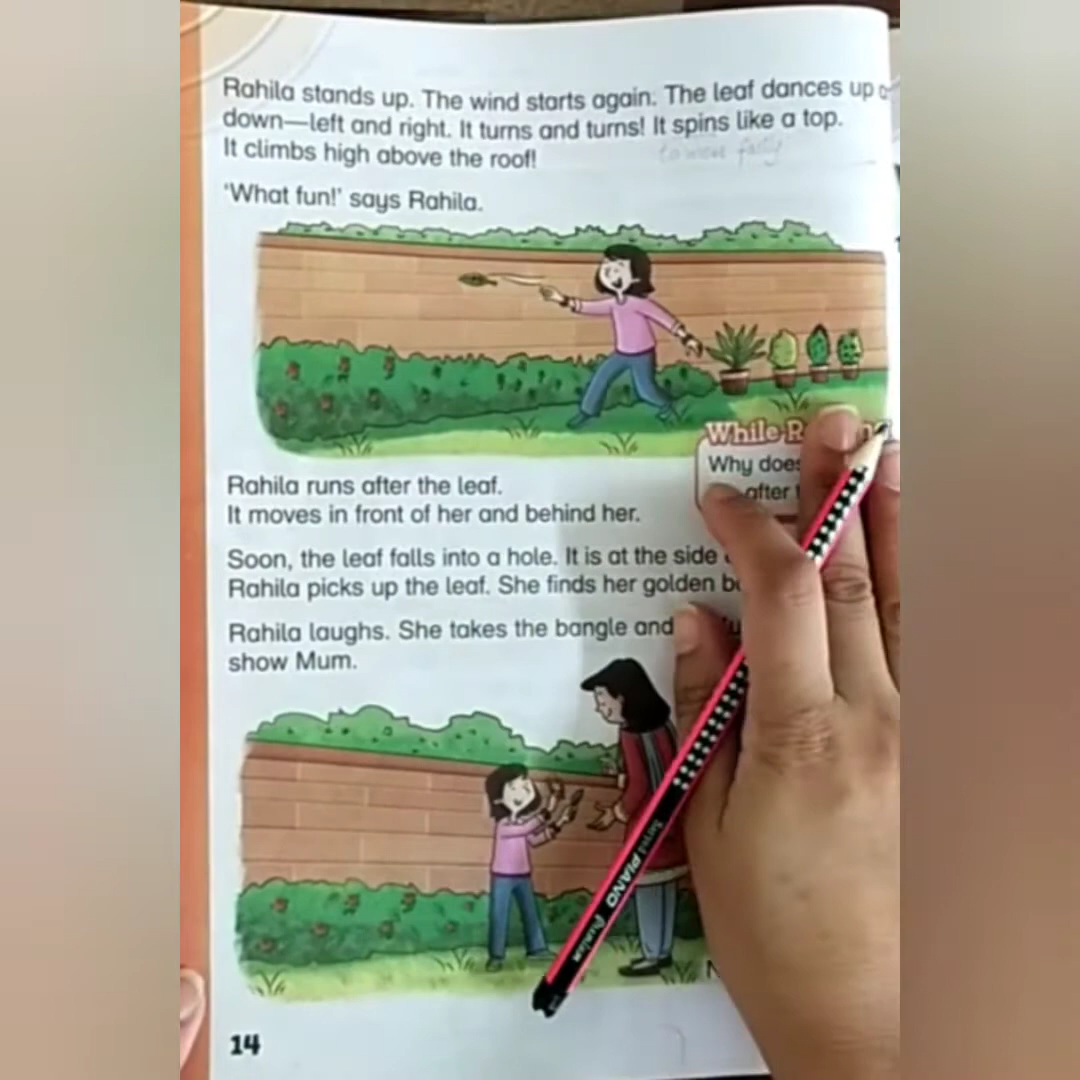 Rahila stands up. The wind starts again. The leaf dances up
down—left and right. It turns and turns! It spins like a top.
It climbs high above the roof!
to move
'What fun!' says Rahila.
While
Why does
after
Rahila runs after the leaf.
It moves in front of her and behind her.
Soon, the leaf falls into a hole. It is at the side
Rahila picks up the leaf. She finds her golden
Rahila laughs. She takes the bangle and
show Mum.
PIANO
14